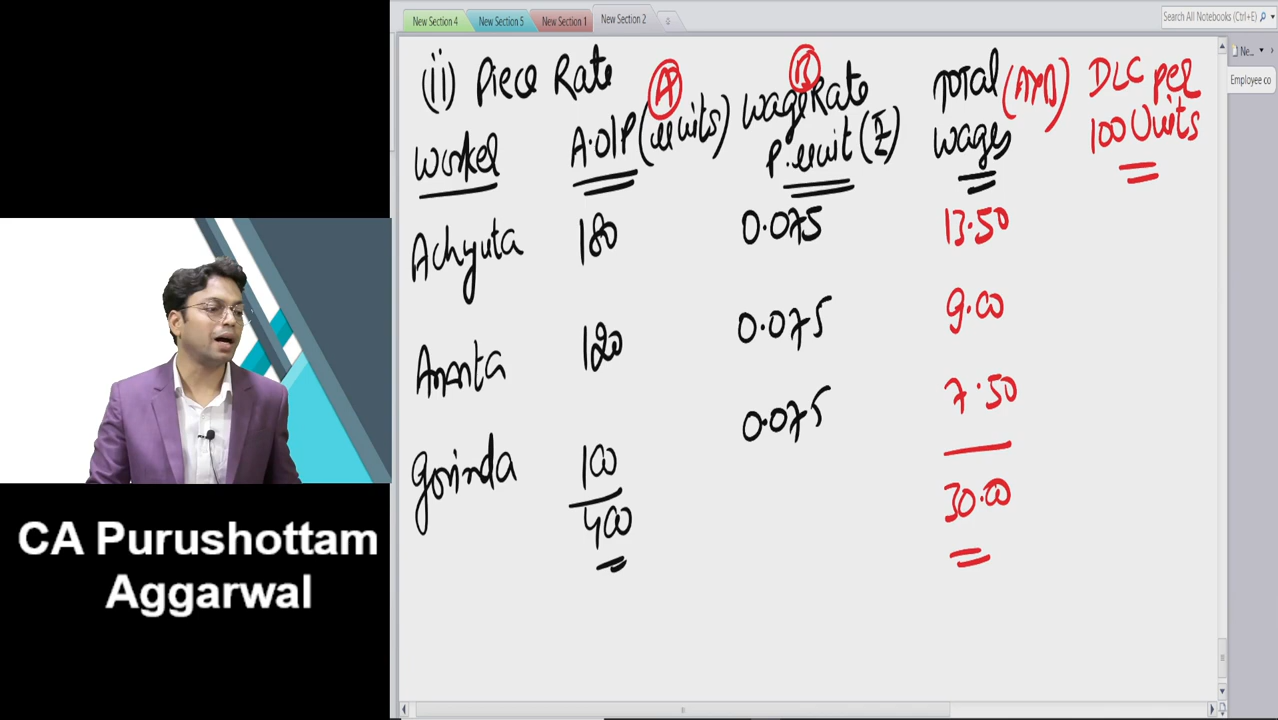 New Section 4 New Section 5 New Section 1 New Section 2
Search All Notebooks (Ctrl+E)
Ne...
Employee co
(ii) Piece Rate
Worker A.O/P (units) (A) Wage Rate P. unit (₹) (B) Total wages (AXB) DLC per 100 Units
Achyuta 180 0.075 13.50
Ananta 120 0.075 9.00
Govinda 100 0.075 7.50
400 30.00
CA Purushottam
Aggarwal